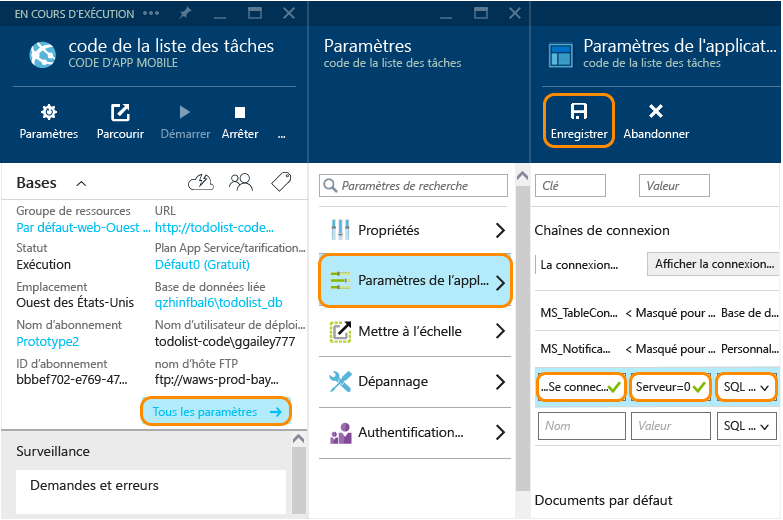 EN COURS D'EXÉCUTION
code de la liste des tâches
CODE D'APP MOBILE
Paramètres
Parcourir
Démarrer
Arrêter
...
Bases
Groupe de ressources
Par défaut-web-Ouest ...
URL
http://todolist-code...
Statut
Exécution
Plan App Service/tarification...
Défaut0 (Gratuit)
Emplacement
Ouest des États-Unis
Base de données liée
qzhinfbal6\todolist_db
Nom d'abonnement
Prototype2
Nom d'utilisateur de déploi...
todolist-code\ggailey777
ID d'abonnement
bbbef702-e769-47...
nom d'hôte FTP
ftp://waws-prod-bay...
Tous les paramètres
Surveillance
Demandes et erreurs
Paramètres
code de la liste des tâches
Paramètres de recherche
Propriétés
Paramètres de l'appl...
Mettre à l'échelle
Dépannage
Authentification...
Paramètres de l'applicat...
code de la liste des tâches
Enregistrer
Abandonner
Clé
Valeur
Chaînes de connexion
La connexion...
Afficher la connexion...
MS_TableCon... < Masqué pour ... Base de d...
MS_Notifica... < Masqué pour ... Personnal...
...Se connec... Serveur=0 SQL ...
Nom Valeur SQL ...
Documents par défaut